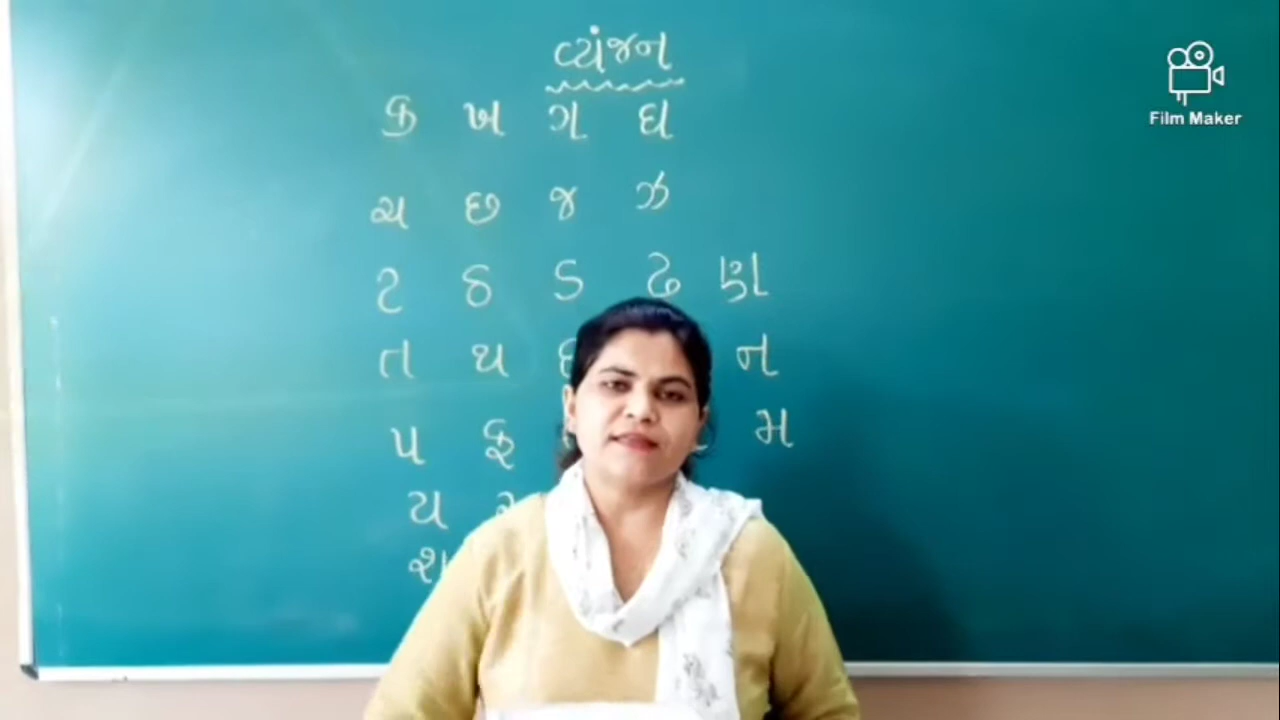 વ્યંજન
ક ખ ગ ઘ
Film Maker
ચ છ જ ઝ
ટ ઠ ડ ઢ ણ
ત થ ન
પ ફ મ
ય
શ